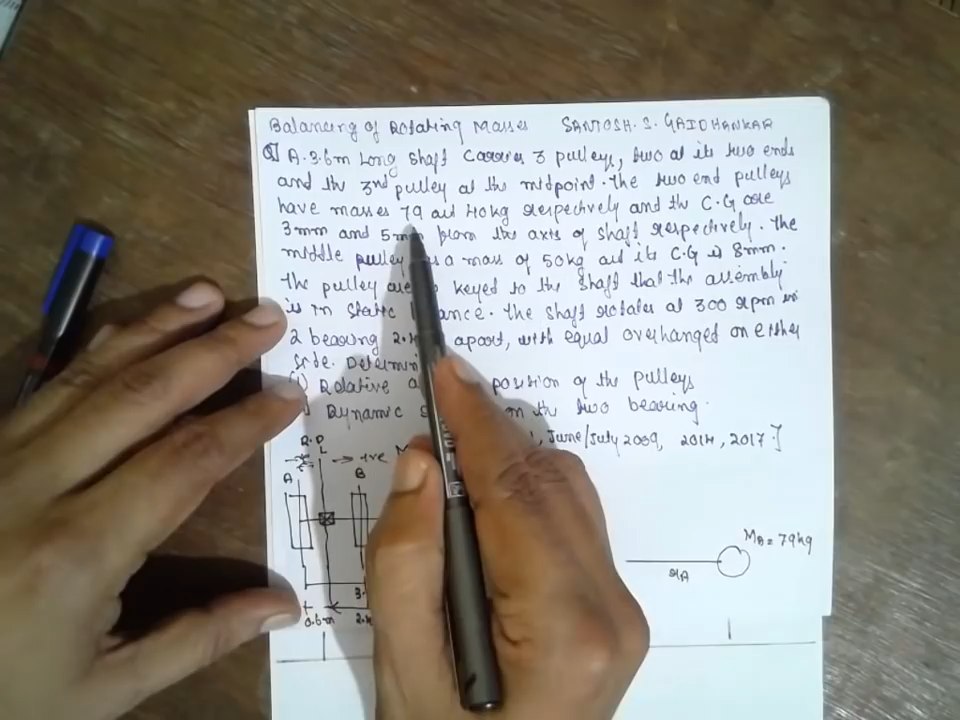 Balancing of Rotating Masses SANTOSH. S. GAIDHANKAR
Q] A. 3.6m Long shaft carries 3 pulleys, two at its two ends
and the 3rd pulley at the midpoint. The two end pulleys
have masses 79 and 40kg respectively and the C.G are
3mm and 5mm from the axis of shaft respectively. The
middle pulley a mass of 50kg and its C.G is 8mm.
The pulley are keyed to the shaft that the assembly
is in static. The shaft rotates at 300 rpm in
2 bearing apart, with equal overhanged on either
side.
(i) Relative position of the pulleys
Dynamic on the two bearing.
June/July 2009, 2014, 2017]
R.P
L
-ive
A
B
MA = 79kg
rA
0.6m